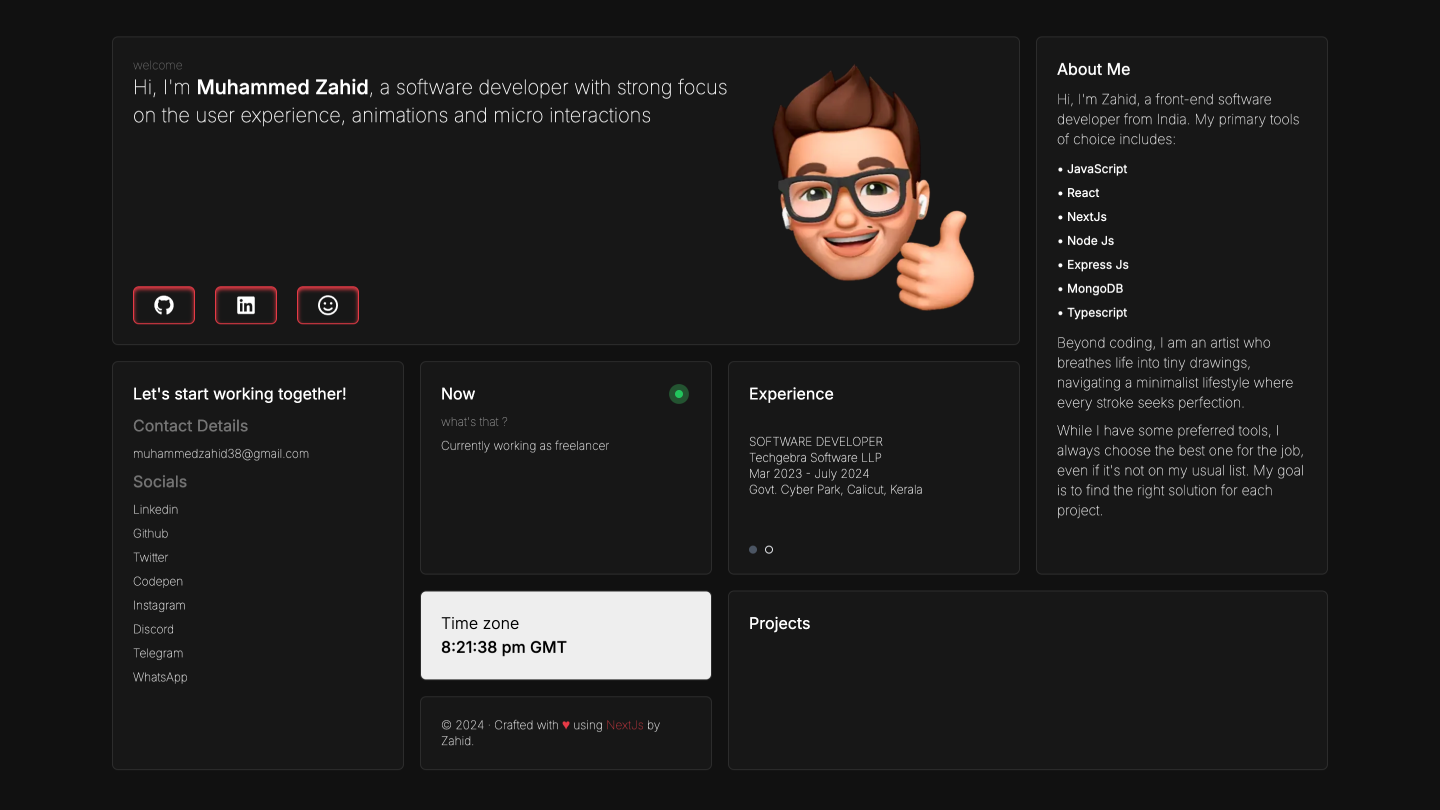 welcome
Hi, I'm Muhammed Zahid, a software developer with strong focus
on the user experience, animations and micro interactions
About Me
Hi, I'm Zahid, a front-end software
developer from India. My primary tools
of choice includes:
• JavaScript
• React
• NextJs
• Node Js
• Express Js
• MongoDB
• Typescript
Beyond coding, I am an artist who
breathes life into tiny drawings,
navigating a minimalist lifestyle where
every stroke seeks perfection.
While I have some preferred tools, I
always choose the best one for the job,
even if it's not on my usual list. My goal
is to find the right solution for each
project.
Let's start working together!
Contact Details
muhammedzahid38@gmail.com
Socials
Linkedin
Github
Twitter
Codepen
Instagram
Discord
Telegram
WhatsApp
Now
what's that ?
Currently working as freelancer
Experience
SOFTWARE DEVELOPER
Techgebra Software LLP
Mar 2023 - July 2024
Govt. Cyber Park, Calicut, Kerala
Time zone
8:21:38 pm GMT
© 2024 · Crafted with ♥ using NextJs by
Zahid.
Projects